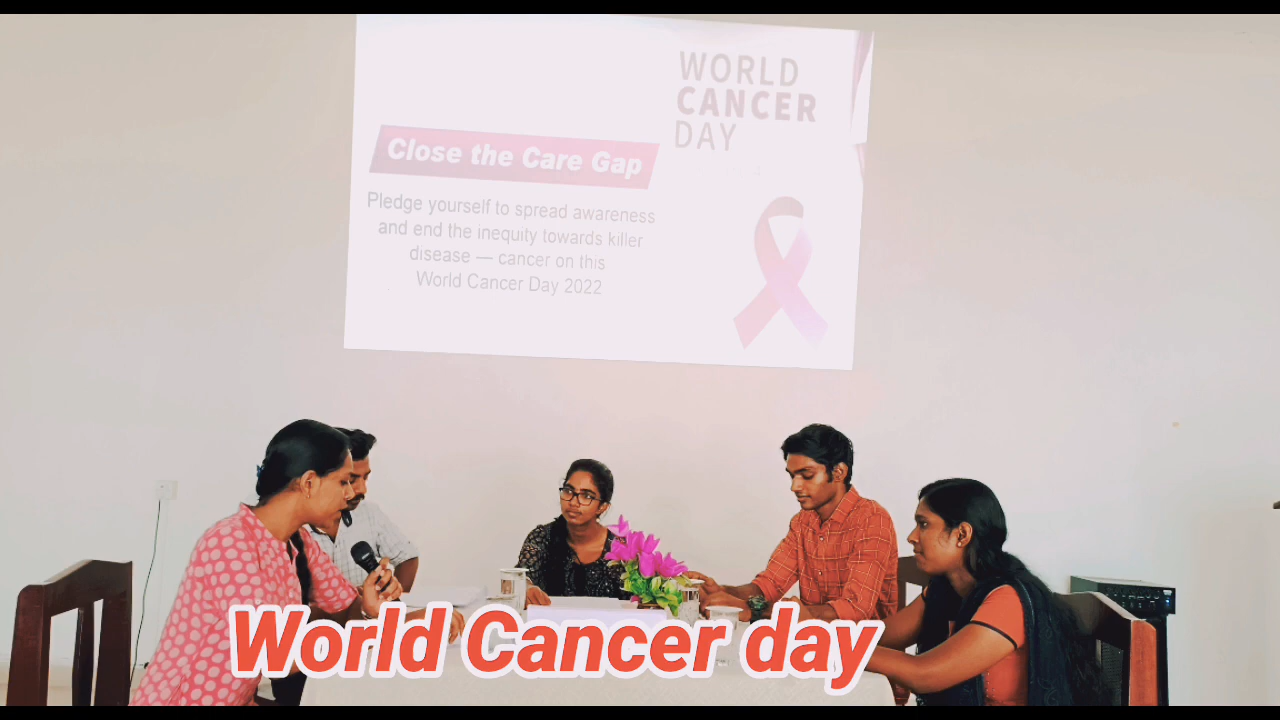 WORLD
CANCER
DAY
Close the Care Gap
Pledge yourself to spread awareness
and end the inequity towards killer
disease — cancer on this
World Cancer Day 2022
World Cancer day